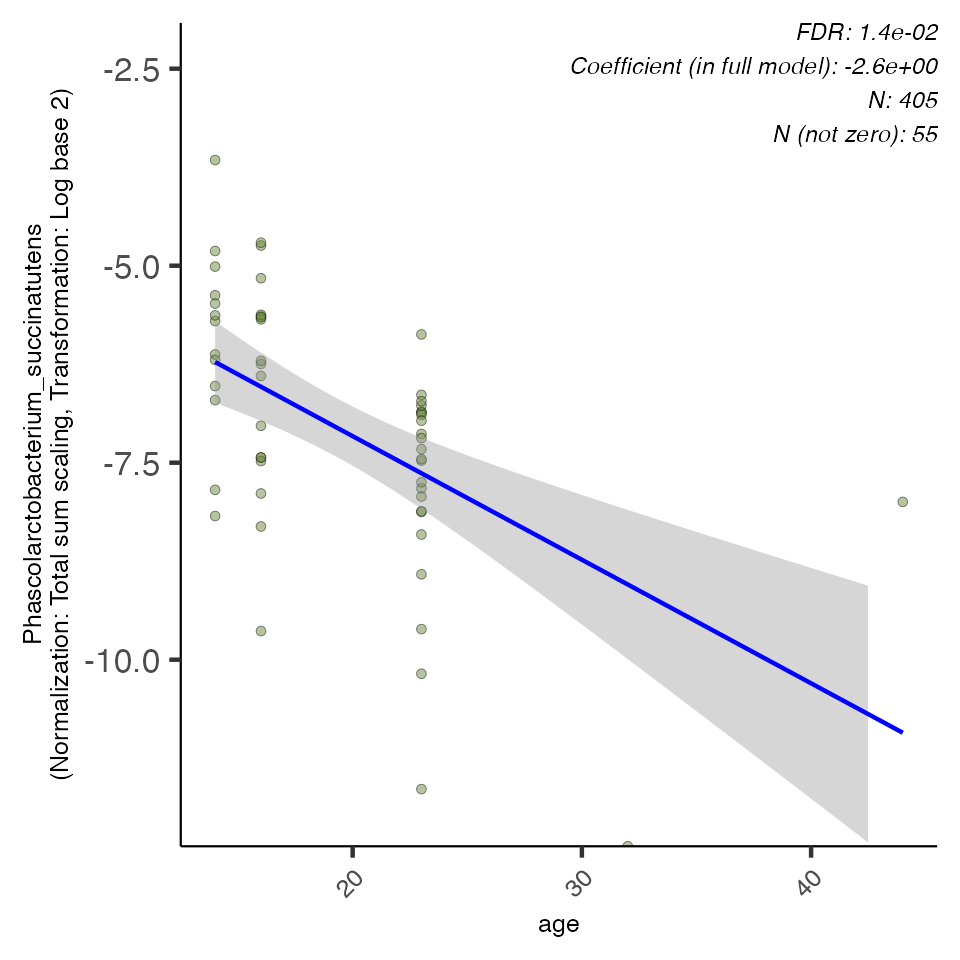 FDR: 1.4e-02
Coefficient (in full model): -2.6e+00
N: 405
N (not zero): 55
Phascolarctobacterium_succinatutens
(Normalization: Total sum scaling, Transformation: Log base 2)
-2.5
-5.0
-7.5
-10.0
20
30
40
age